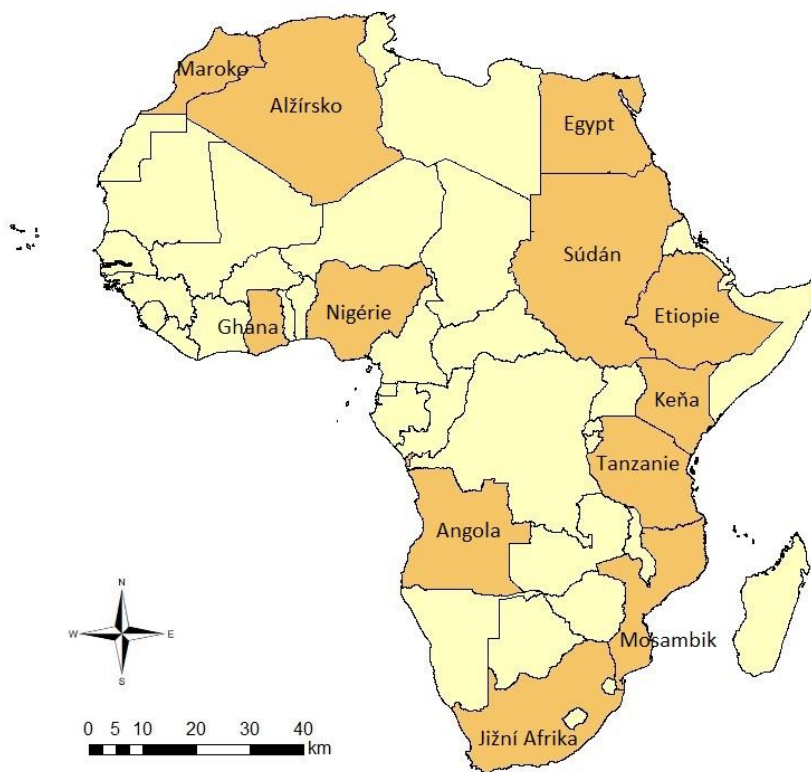 Maroko
Alžírsko
Egypt
Súdán
Nigérie
Ghana
Etiopie
Keňa
Tanzanie
Angola
Mosambik
Jižní Afrika
N
W E
S
0 5 10 20 30 40
km